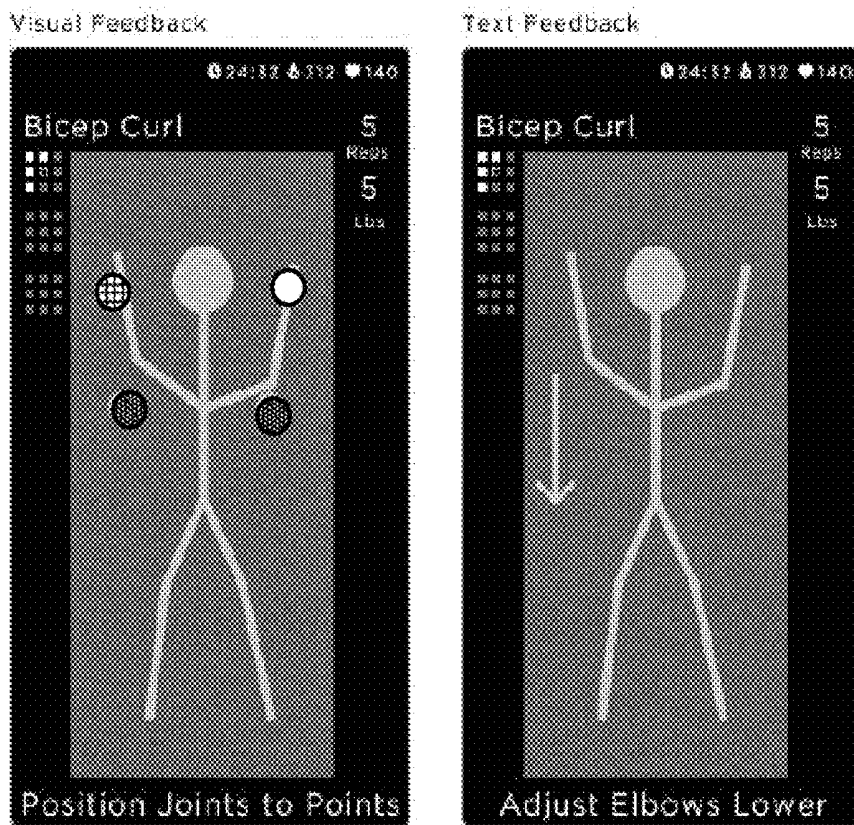 Visual Feedback
24:32 312 140
Bicep Curl
5
Reps
5
Lbs
Position Joints to Points
Text Feedback
24:32 312 140
Bicep Curl
5
Reps
5
Lbs
Adjust Elbows Lower